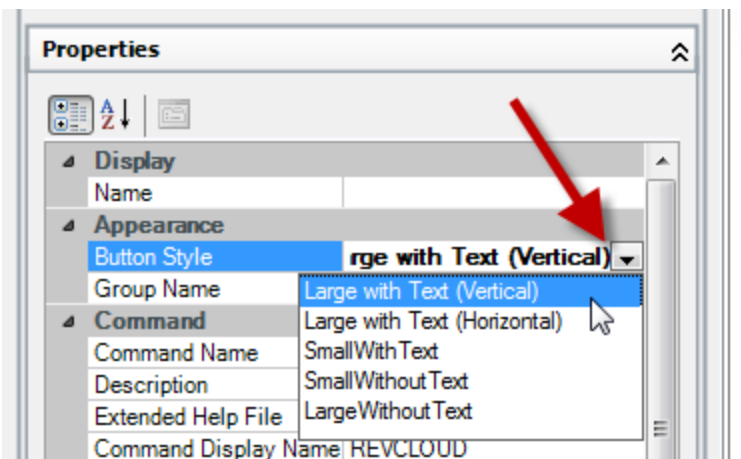 Properties
Display
Name
Appearance
Button Style rge with Text (Vertical)
Group Name
Large with Text (Vertical)
Large with Text (Horizontal)
SmallWithText
SmallWithoutText
LargeWithoutText
Command
Command Name
Description
Extended Help File
Command Display Name REVCLOUD